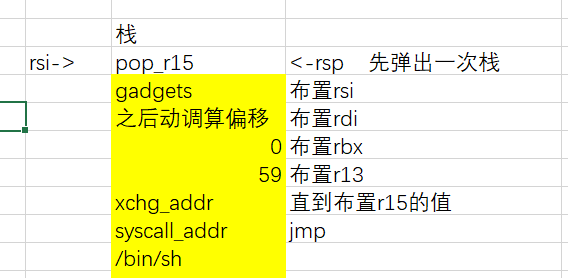 栈
rsi-> pop_r15 <-rsp 先弹出一次栈
gadgets 布置rsi
之后动调算偏移 布置rdi
0 布置rbx
59 布置r13
xchg_addr 直到布置r15的值
syscall_addr jmp
/bin/sh